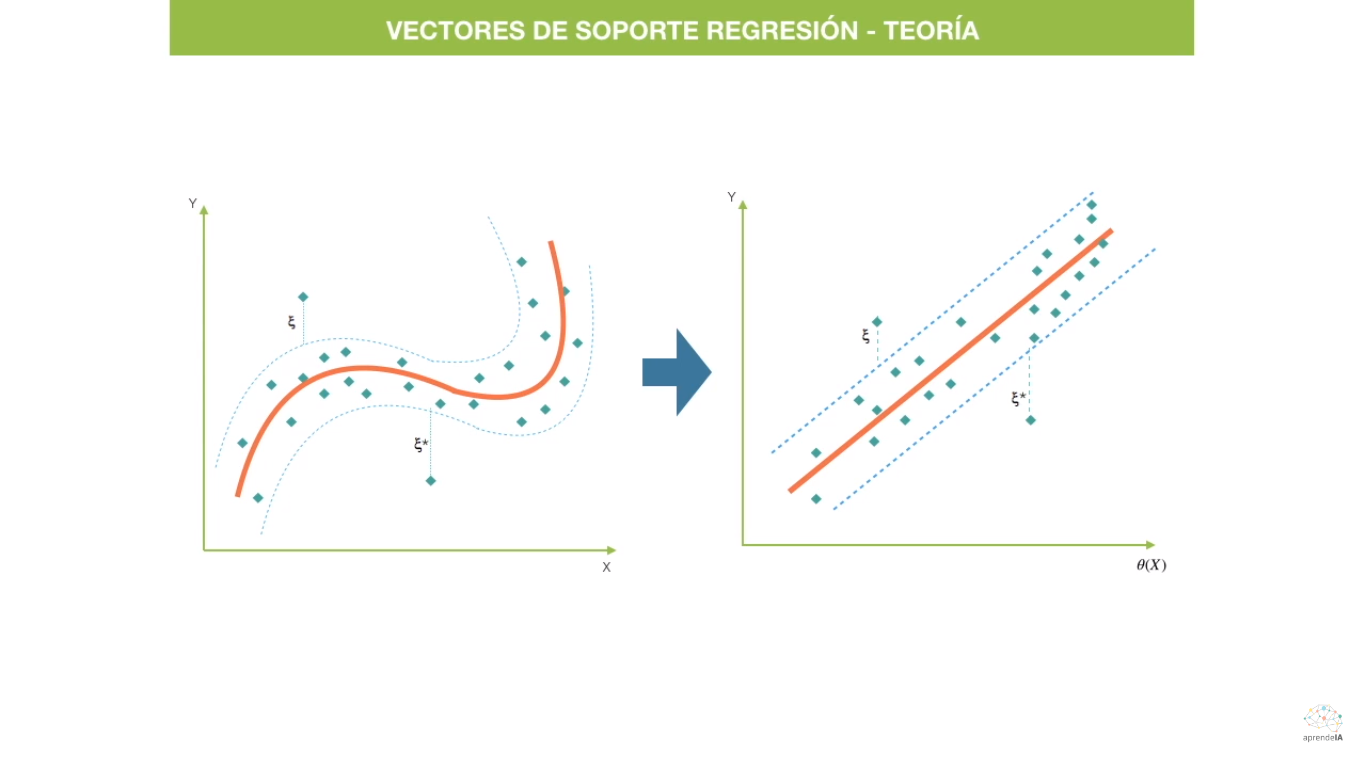 VECTORES DE SOPORTE REGRESIÓN - TEORÍA
Y
ξ
ξ*
X
Y
ξ
ξ*
θ(X)
aprendeIA